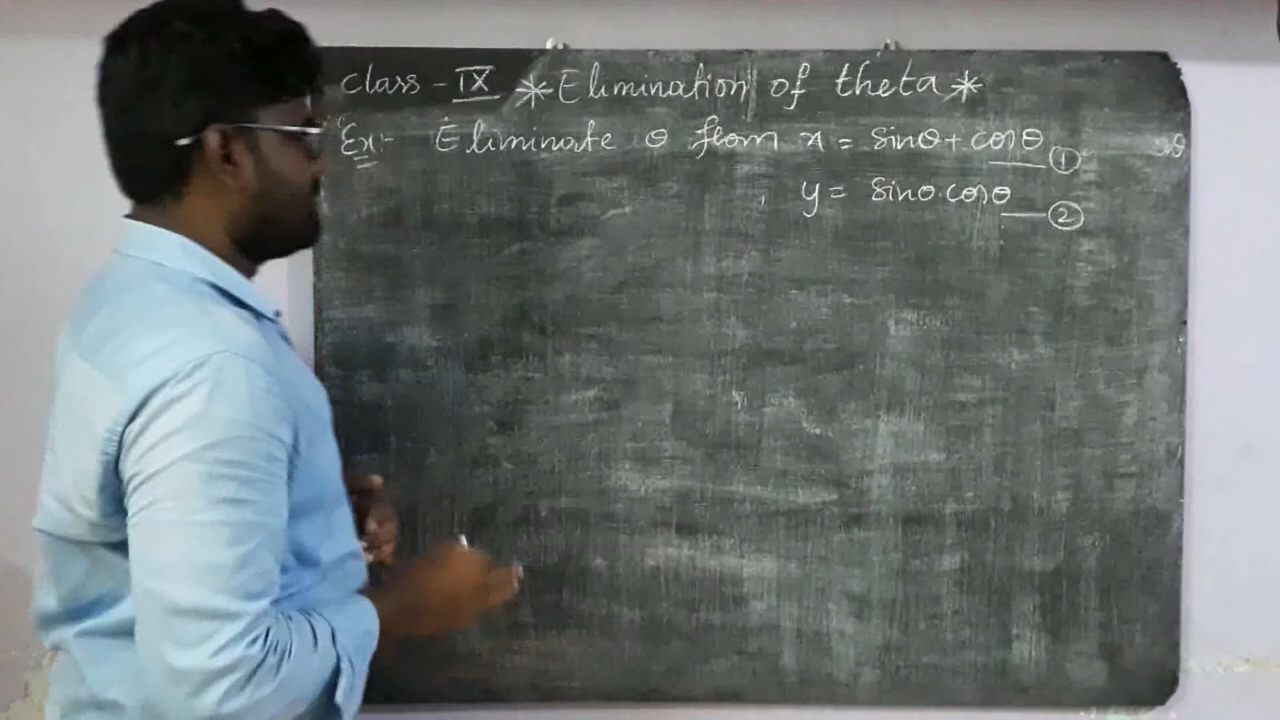 class - IX * Elimination of theta *
Ex:- Eliminate θ from x = sinθ + cosθ —①
, y = sinθ·cosθ —②